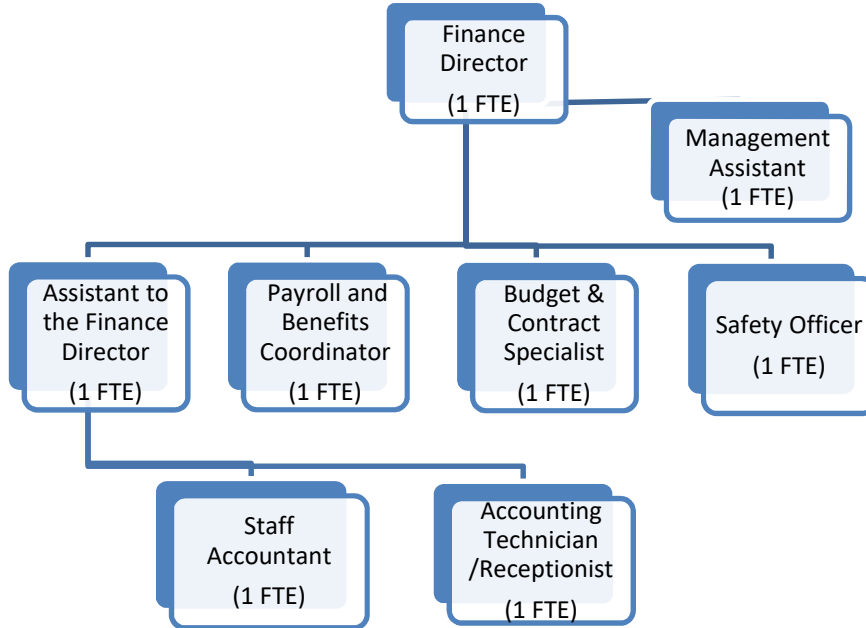 Finance
Director
(1 FTE)
Management
Assistant
(1 FTE)
Assistant to
the Finance
Director
(1 FTE)
Payroll and
Benefits
Coordinator
(1 FTE)
Budget &
Contract
Specialist
(1 FTE)
Safety Officer
(1 FTE)
Staff
Accountant
(1 FTE)
Accounting
Technician
/Receptionist
(1 FTE)